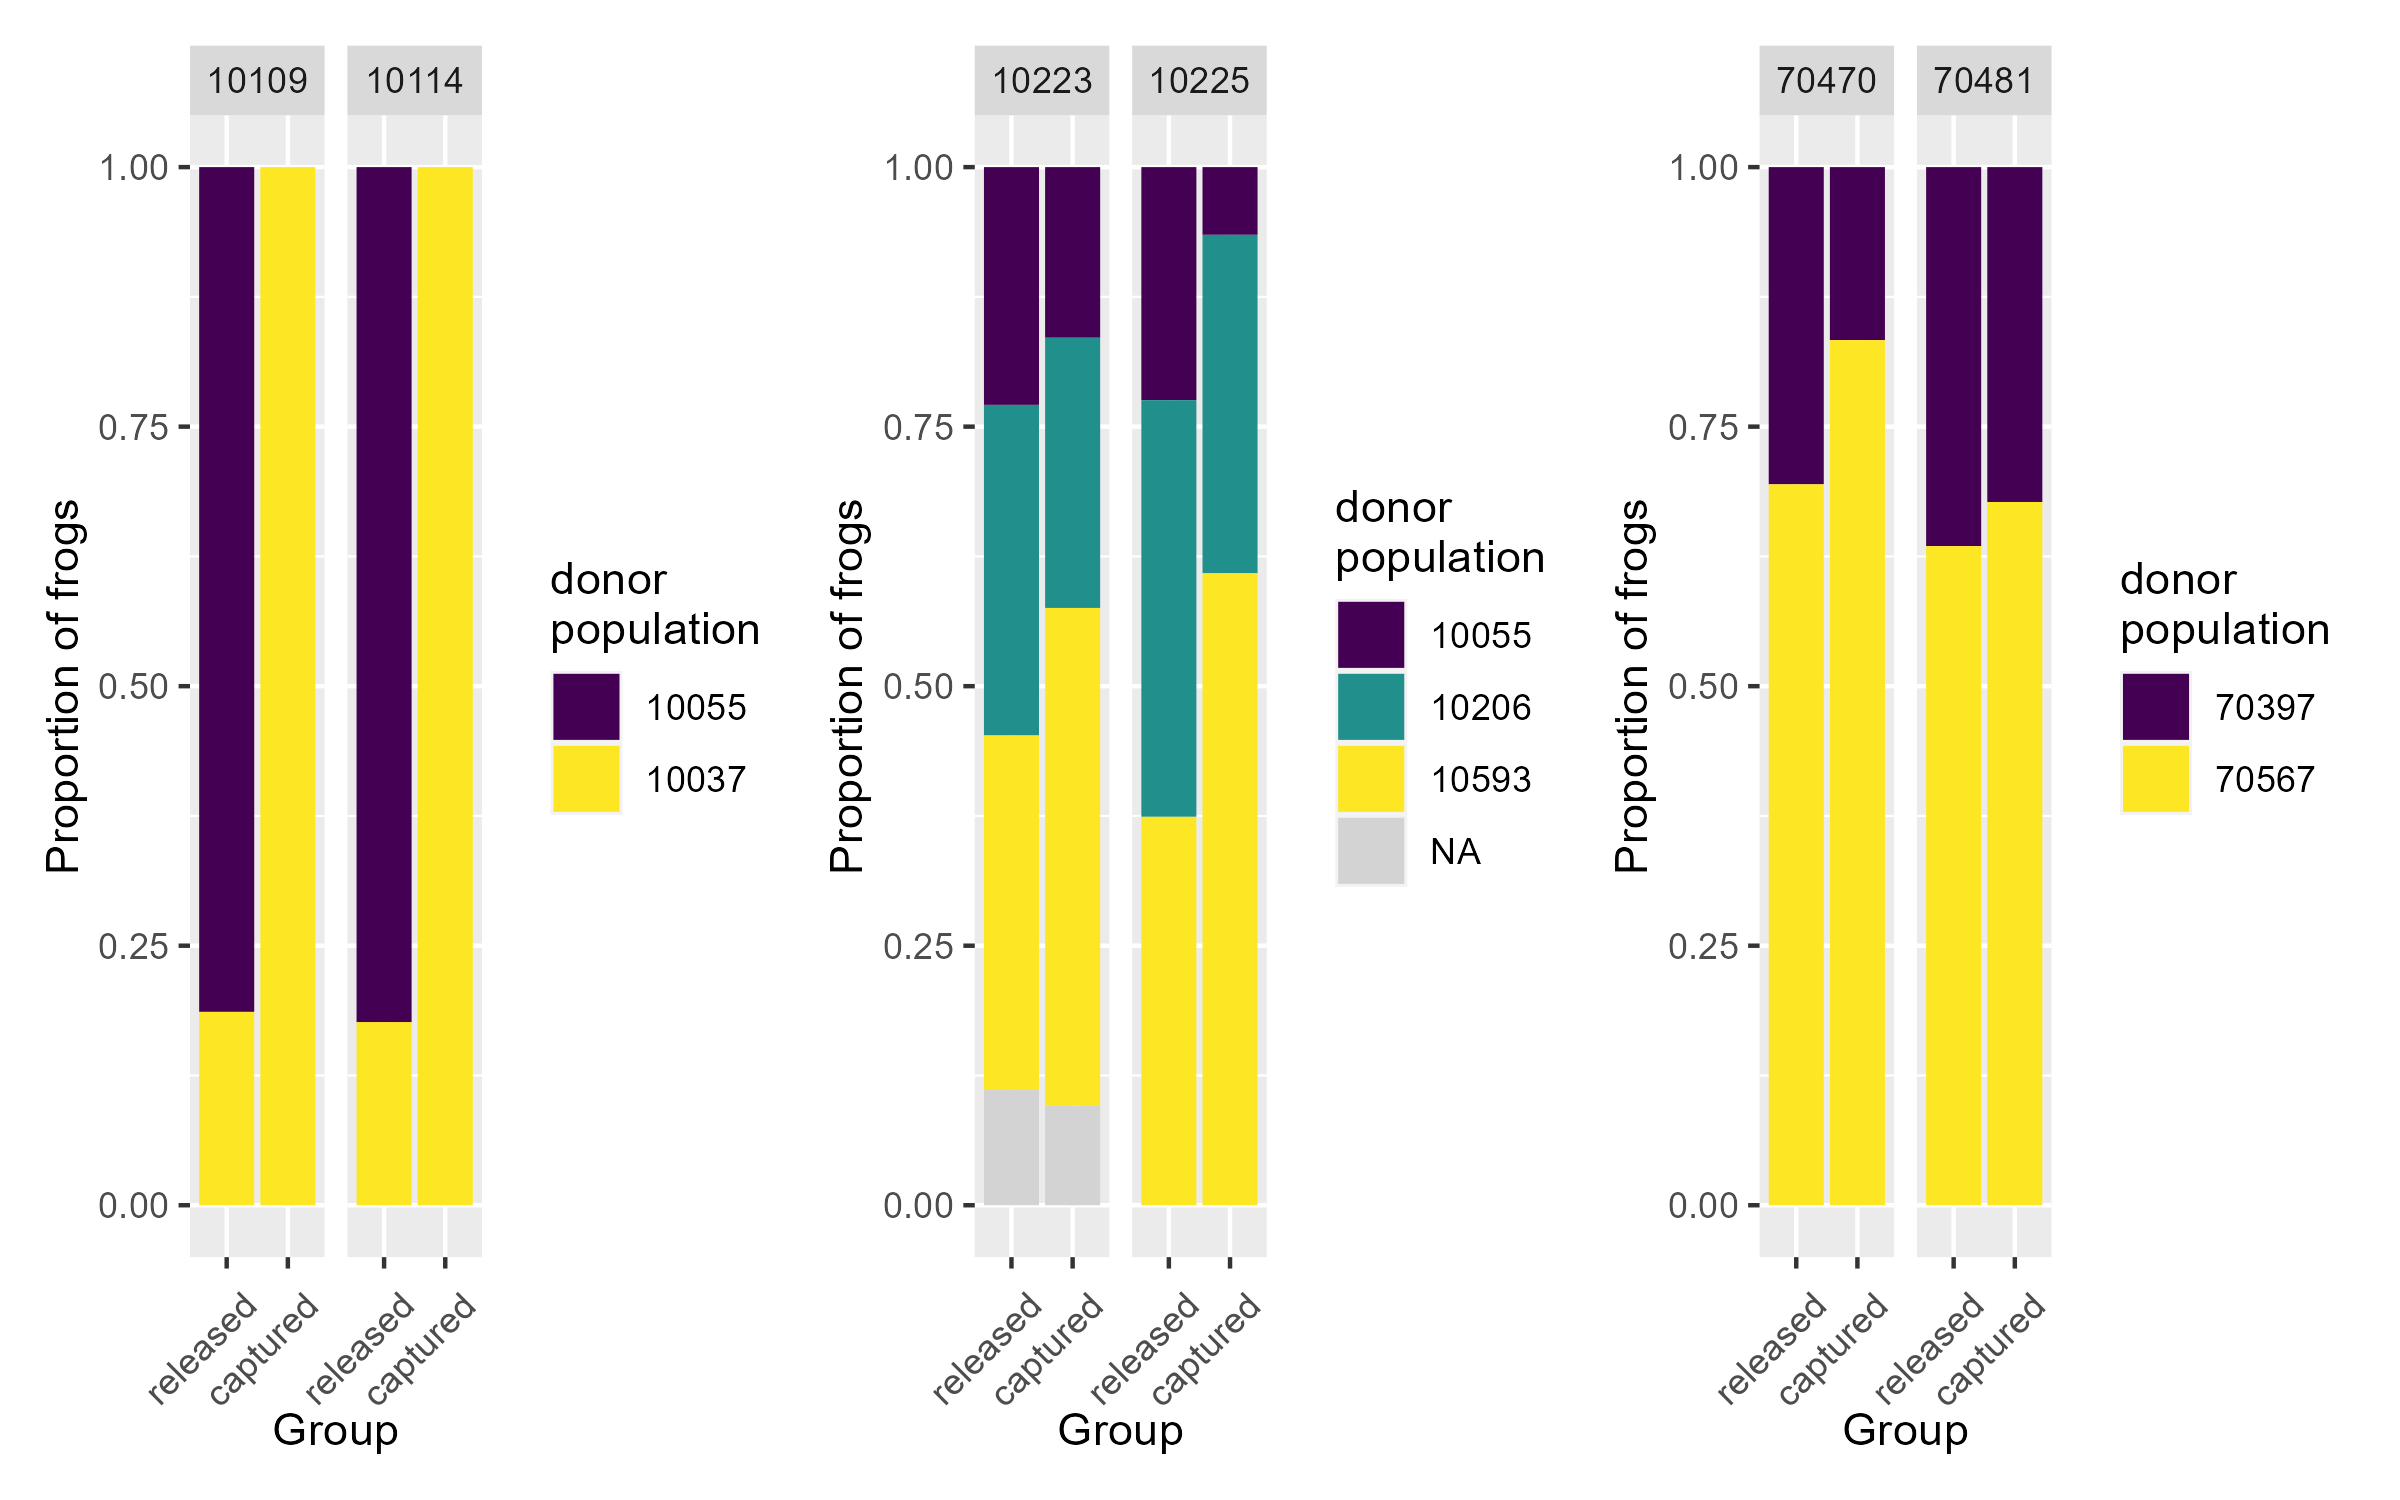 10109
10114
Proportion of frogs
1.00
0.75
0.50
0.25
0.00
released
captured
released
captured
Group
donor
population
10055
10037
10223
10225
Proportion of frogs
1.00
0.75
0.50
0.25
0.00
released
captured
released
captured
Group
donor
population
10055
10206
10593
NA
70470
70481
Proportion of frogs
1.00
0.75
0.50
0.25
0.00
released
captured
released
captured
Group
donor
population
70397
70567